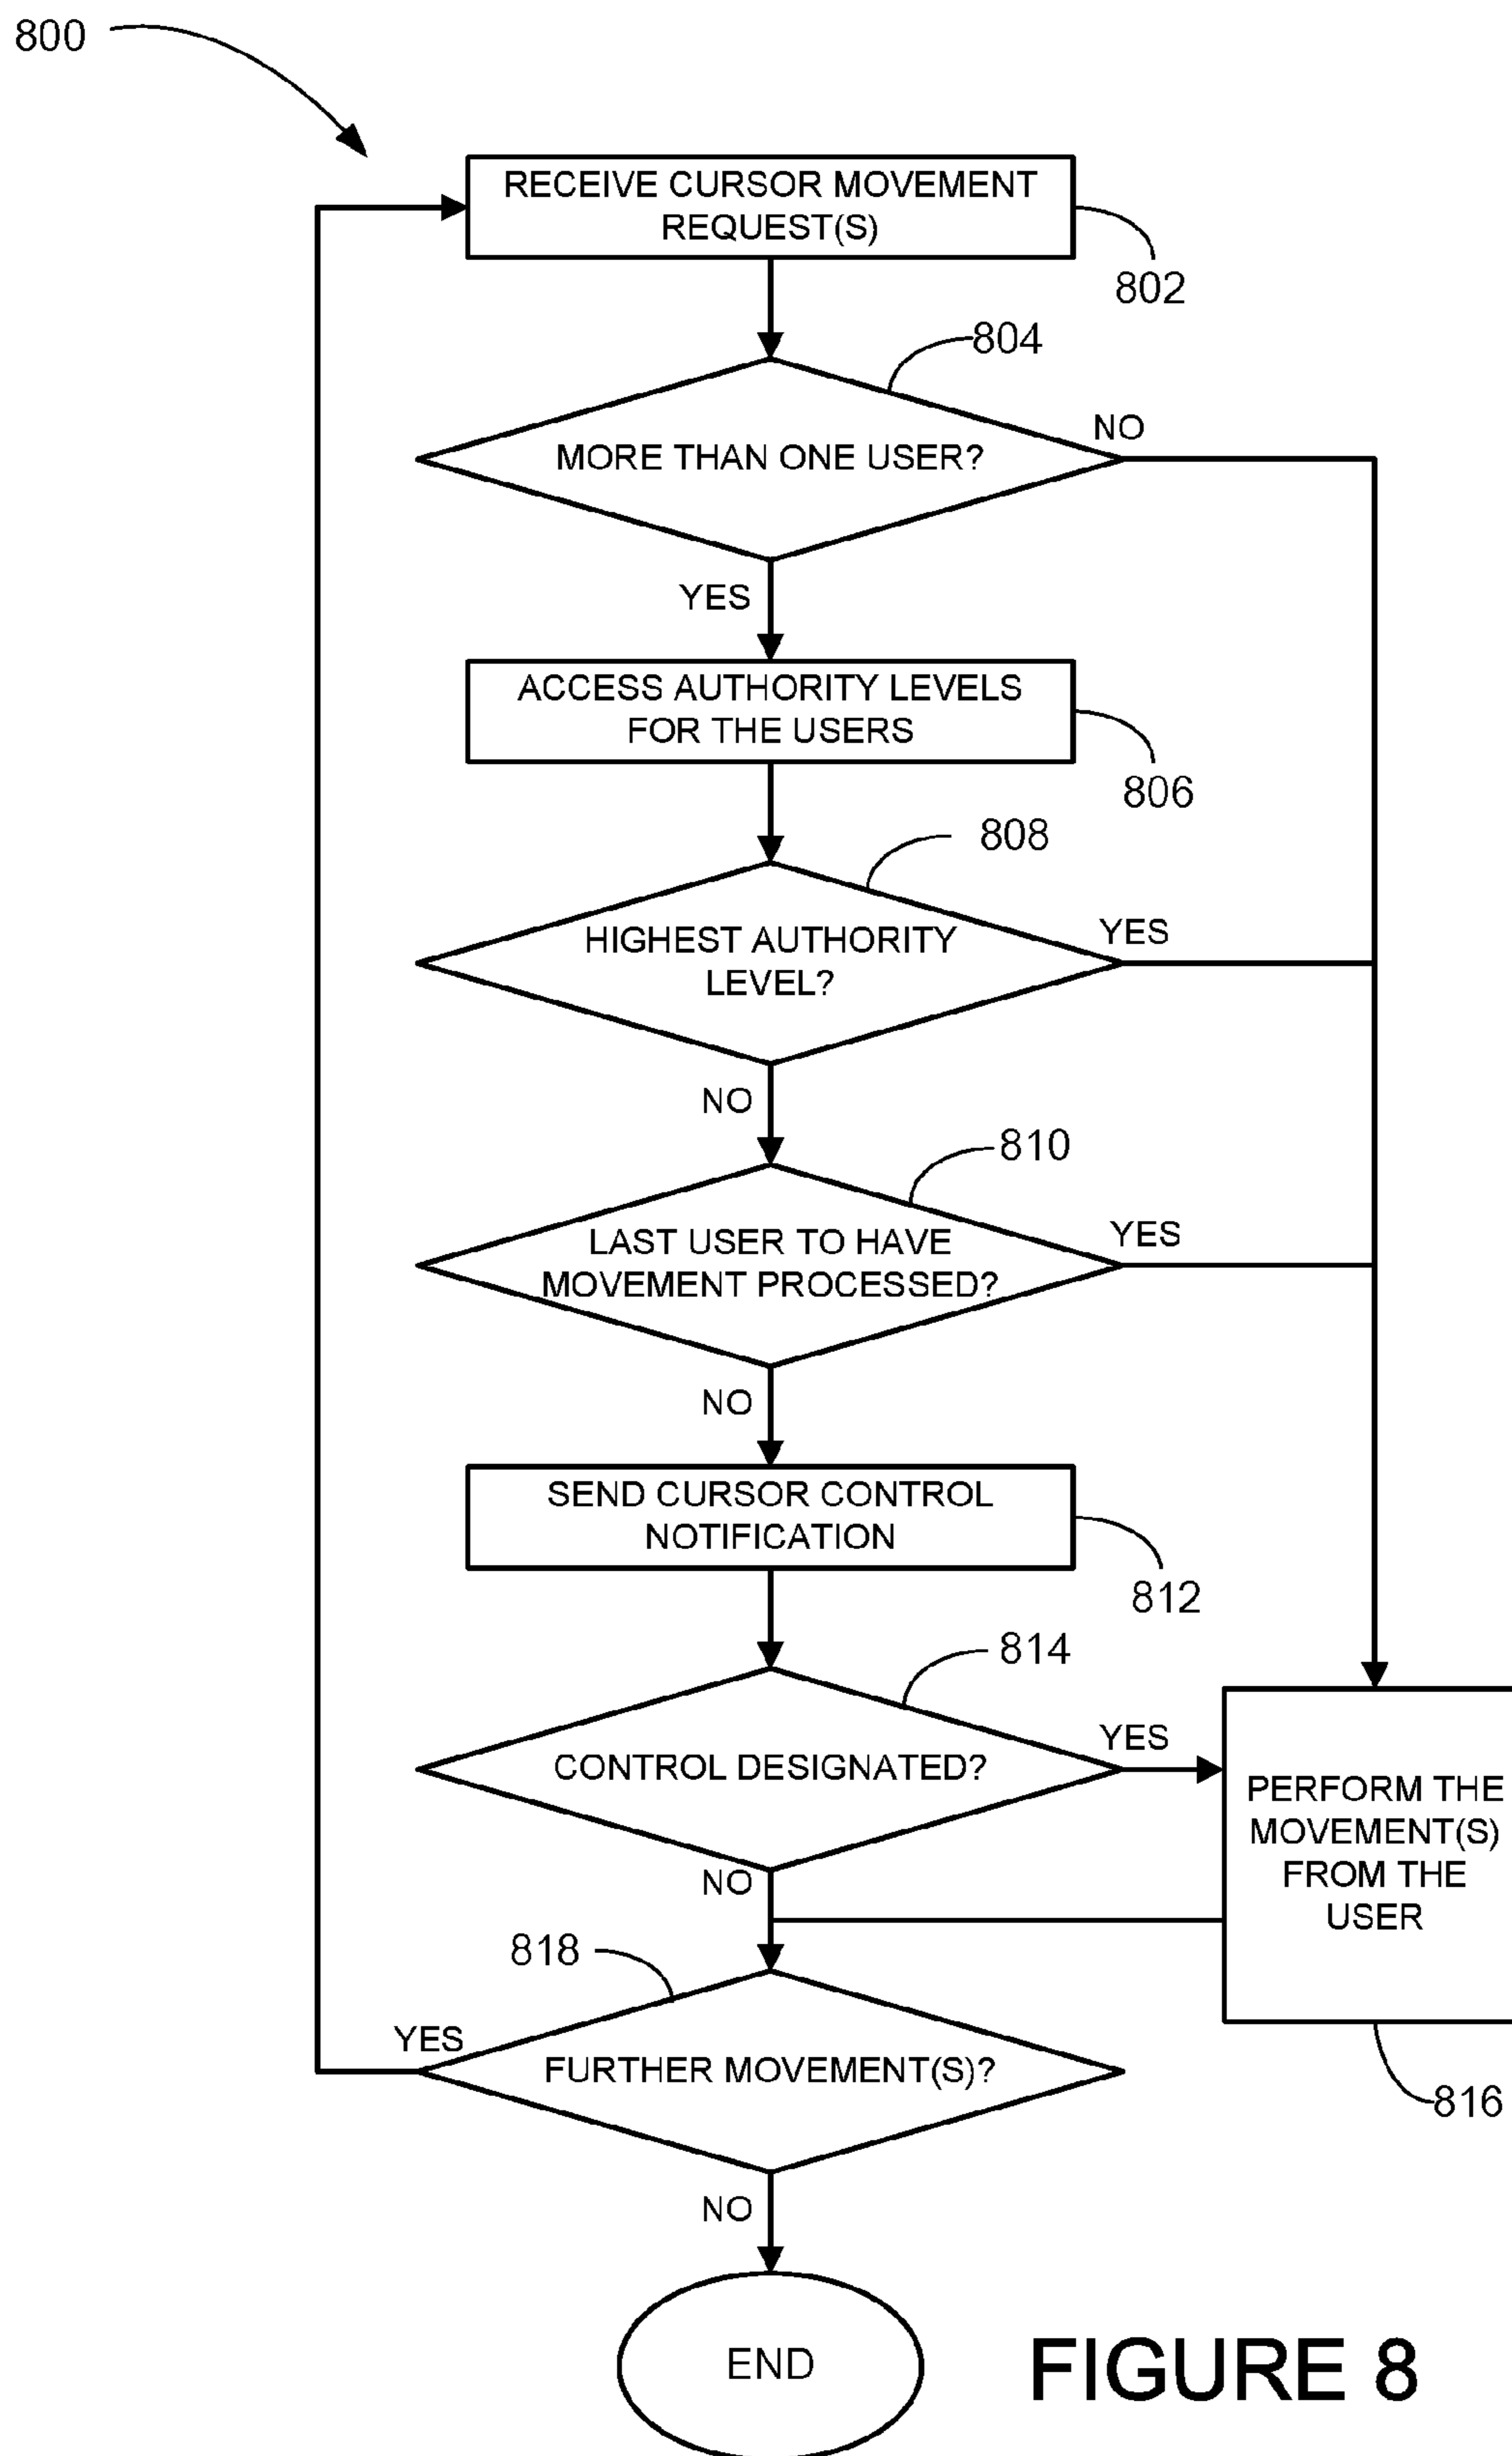 800
RECEIVE CURSOR MOVEMENT
REQUEST(S)
802
804
MORE THAN ONE USER?
NO
YES
ACCESS AUTHORITY LEVELS
FOR THE USERS
806
808
HIGHEST AUTHORITY
LEVEL?
YES
NO
810
LAST USER TO HAVE
MOVEMENT PROCESSED?
YES
NO
SEND CURSOR CONTROL
NOTIFICATION
812
814
CONTROL DESIGNATED?
YES
NO
PERFORM THE
MOVEMENT(S)
FROM THE
USER
816
818
YES
FURTHER MOVEMENT(S)?
NO
END
FIGURE 8